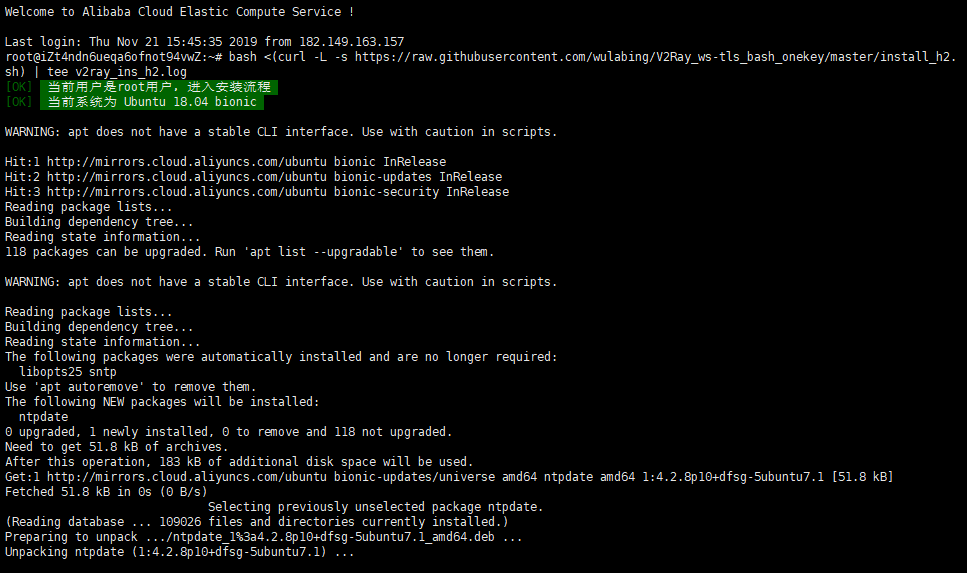 Welcome to Alibaba Cloud Elastic Compute Service !
Last login: Thu Nov 21 15:45:35 2019 from 182.149.163.157
root@iZt4ndn6ueqa6ofnot94vwZ:~# bash <(curl -L -s https://raw.githubusercontent.com/wulabing/V2Ray_ws-tls_bash_onekey/master/install_h2.
sh) | tee v2ray_ins_h2.log
[OK] 当前用户是root用户，进入安装流程
[OK] 当前系统为 Ubuntu 18.04 bionic
WARNING: apt does not have a stable CLI interface. Use with caution in scripts.
Hit:1 http://mirrors.cloud.aliyuncs.com/ubuntu bionic InRelease
Hit:2 http://mirrors.cloud.aliyuncs.com/ubuntu bionic-updates InRelease
Hit:3 http://mirrors.cloud.aliyuncs.com/ubuntu bionic-security InRelease
Reading package lists...
Building dependency tree...
Reading state information...
118 packages can be upgraded. Run 'apt list --upgradable' to see them.
WARNING: apt does not have a stable CLI interface. Use with caution in scripts.
Reading package lists...
Building dependency tree...
Reading state information...
The following packages were automatically installed and are no longer required:
libopts25 sntp
Use 'apt autoremove' to remove them.
The following NEW packages will be installed:
ntpdate
0 upgraded, 1 newly installed, 0 to remove and 118 not upgraded.
Need to get 51.8 kB of archives.
After this operation, 183 kB of additional disk space will be used.
Get:1 http://mirrors.cloud.aliyuncs.com/ubuntu bionic-updates/universe amd64 ntpdate amd64 1:4.2.8p10+dfsg-5ubuntu7.1 [51.8 kB]
Fetched 51.8 kB in 0s (0 B/s)
Selecting previously unselected package ntpdate.
(Reading database ... 109026 files and directories currently installed.)
Preparing to unpack .../ntpdate_1%3a4.2.8p10+dfsg-5ubuntu7.1_amd64.deb ...
Unpacking ntpdate (1:4.2.8p10+dfsg-5ubuntu7.1) ...